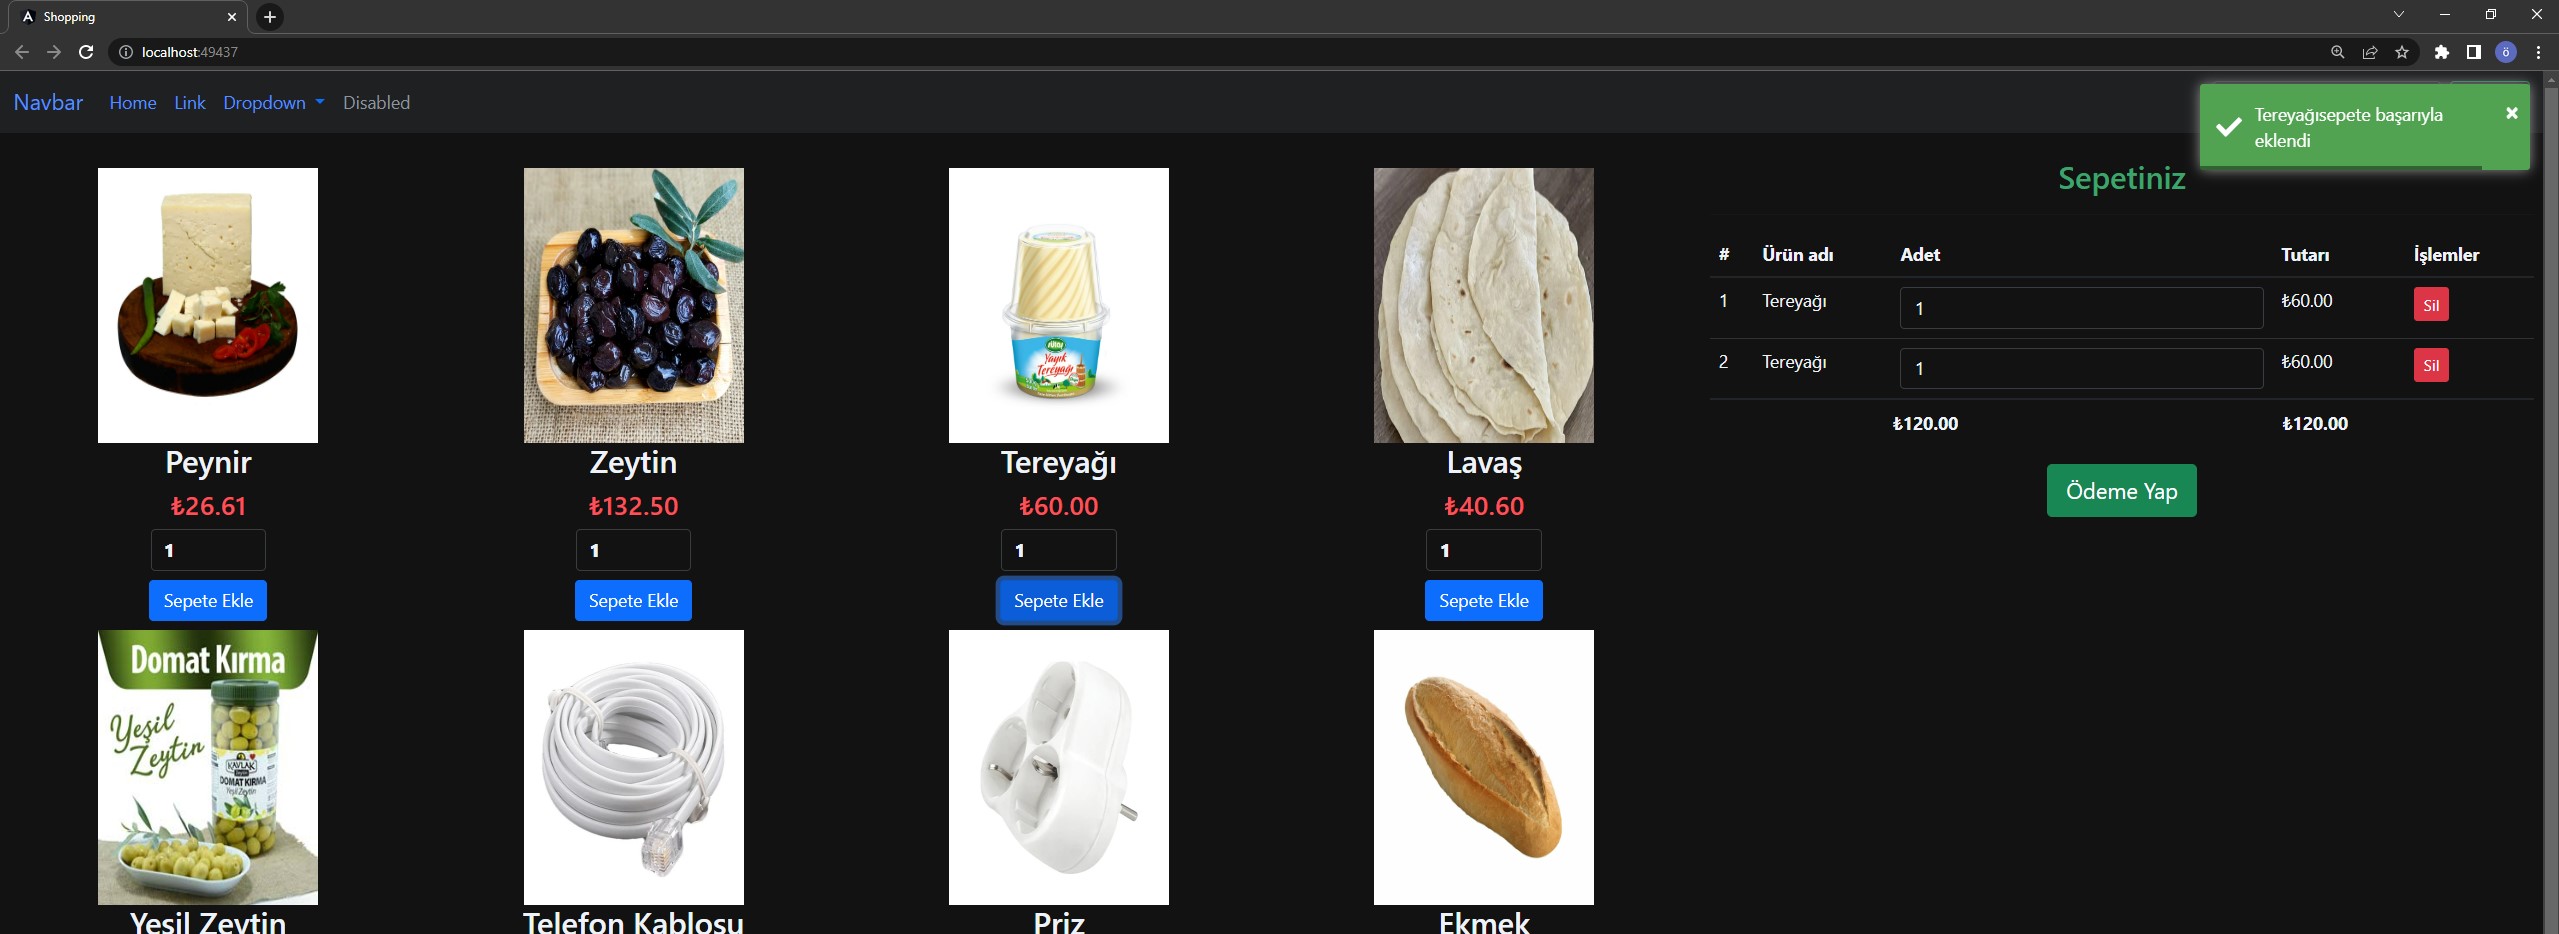 Shopping
localhost:49437
ö
Navbar Home Link Dropdown Disabled
Tereyağısepete başarıyla
eklendi
Peynir
₺26.61
1
Sepete Ekle
Zeytin
₺132.50
1
Sepete Ekle
SÜTAŞ
Yayık
Tereyağı
Tereyağı
₺60.00
1
Sepete Ekle
Lavaş
₺40.60
1
Sepete Ekle
Domat Kırma
Yeşil
Zeytin
KAVLAK
DOMAT KIRMA
Yeşil Zeytin
Yeşil Zeytin
Telefon Kablosu
Priz
Ekmek
Sepetiniz
# Ürün adı Adet Tutarı İşlemler
1 Tereyağı 1 ₺60.00 Sil
2 Tereyağı 1 ₺60.00 Sil
₺120.00 ₺120.00
Ödeme Yap